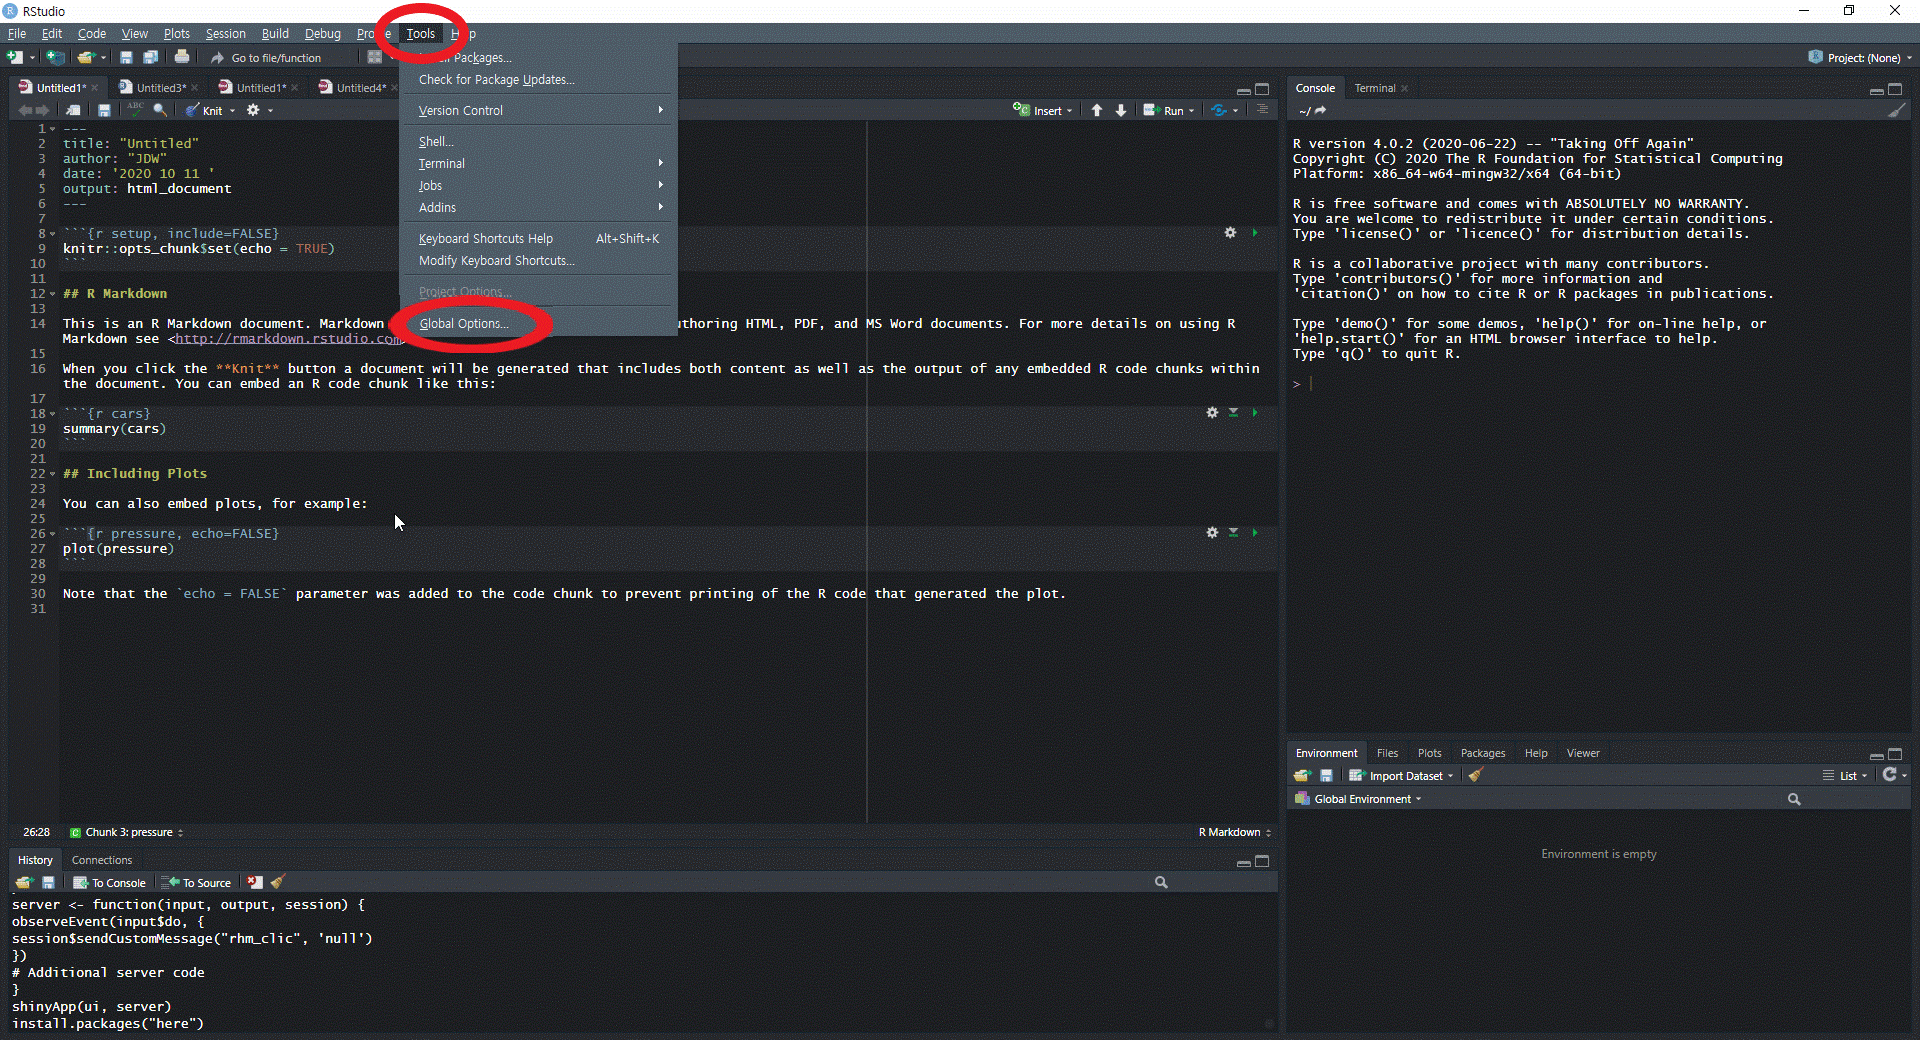 RStudio
File Edit Code View Plots Session Build Debug Tools
Go to file/function
Project: (None)
Packages...
Check for Package Updates...
Version Control
Shell...
Terminal
Jobs
Addins
Keyboard Shortcuts Help Alt+Shift+K
Modify Keyboard Shortcuts...
Project Options...
Global Options...
Untitled1* Untitled3* Untitled1* Untitled4*
ABC Knit Insert Run
1 ---
2 title: "Untitled"
3 author: "JDW"
4 date: '2020 10 11 '
5 output: html_document
6 ---
7
8 ```{r setup, include=FALSE}
9 knitr::opts_chunk$set(echo = TRUE)
10 ```
11
12 ## R Markdown
13
14 This is an R Markdown document. Markdown authoring HTML, PDF, and MS Word documents. For more details on using R
Markdown see <http://rmarkdown.rstudio.com
15
16 When you click the **Knit** button a document will be generated that includes both content as well as the output of any embedded R code chunks within
the document. You can embed an R code chunk like this:
17
18 ```{r cars}
19 summary(cars)
20 ```
21
22 ## Including Plots
23
24 You can also embed plots, for example:
25
26 ```{r pressure, echo=FALSE}
27 plot(pressure)
28 ```
29
30 Note that the `echo = FALSE` parameter was added to the code chunk to prevent printing of the R code that generated the plot.
31
26:28 Chunk 3: pressure R Markdown
History Connections
To Console To Source
server <- function(input, output, session) {
observeEvent(input$do, {
session$sendCustomMessage("rhm_clic", 'null')
})
# Additional server code
}
shinyApp(ui, server)
install.packages("here")
Console Terminal
~/
R version 4.0.2 (2020-06-22) -- "Taking Off Again"
Copyright (C) 2020 The R Foundation for Statistical Computing
Platform: x86_64-w64-mingw32/x64 (64-bit)
R is free software and comes with ABSOLUTELY NO WARRANTY.
You are welcome to redistribute it under certain conditions.
Type 'license()' or 'licence()' for distribution details.
R is a collaborative project with many contributors.
Type 'contributors()' for more information and
'citation()' on how to cite R or R packages in publications.
Type 'demo()' for some demos, 'help()' for on-line help, or
'help.start()' for an HTML browser interface to help.
Type 'q()' to quit R.
>
Environment Files Plots Packages Help Viewer
Import Dataset List
Global Environment
Environment is empty